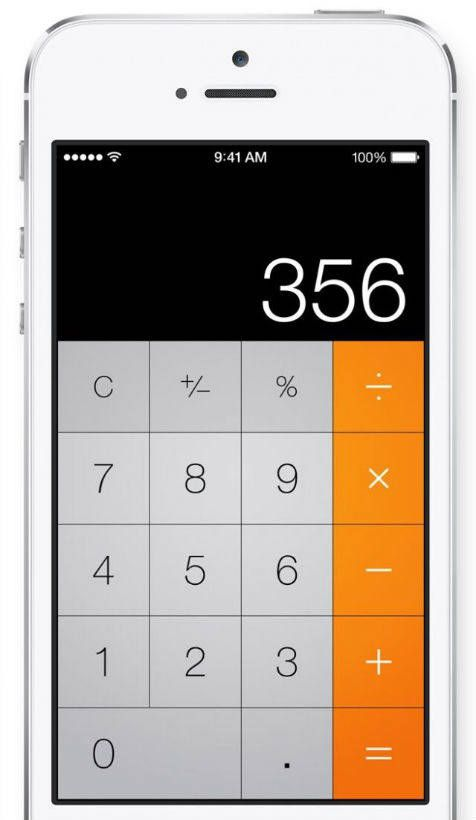 9:41 AM 100%
356
C +/− % ÷
7 8 9 ×
4 5 6 −
1 2 3 +
0 . =